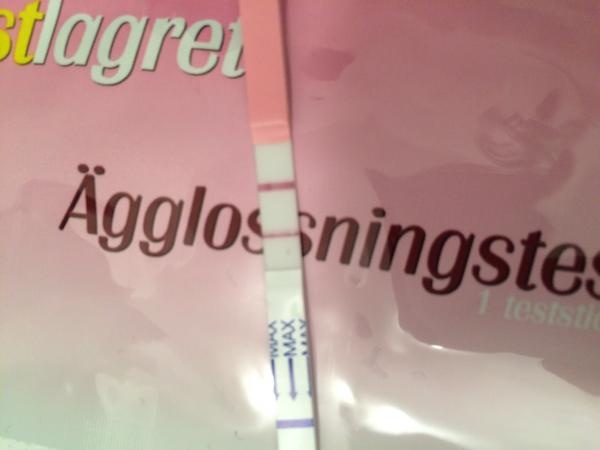 stlagret
Ägglossningstes
1 teststic
MAX MAX MAX